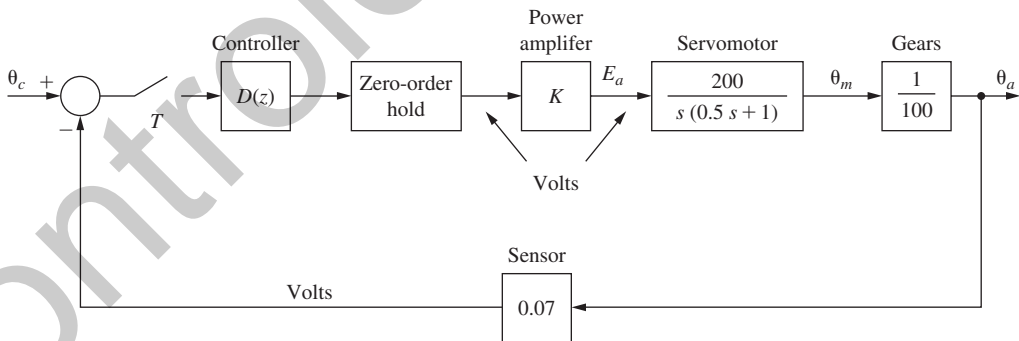 Power
amplifer
Controller
Servomotor
Gears
θc
+
−
T
D(z)
Zero-order
hold
K
Ea
200
s (0.5 s + 1)
θm
1
100
θa
Volts
Sensor
0.07
Volts
ontrol